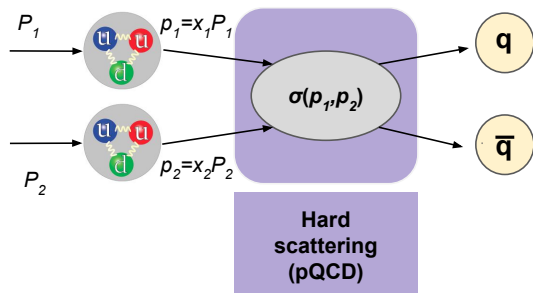 P₁
p₁=x₁P₁
u u
d
q
σ(p₁,p₂)
u u
d
P₂
p₂=x₂P₂
q̅
Hard
scattering
(pQCD)